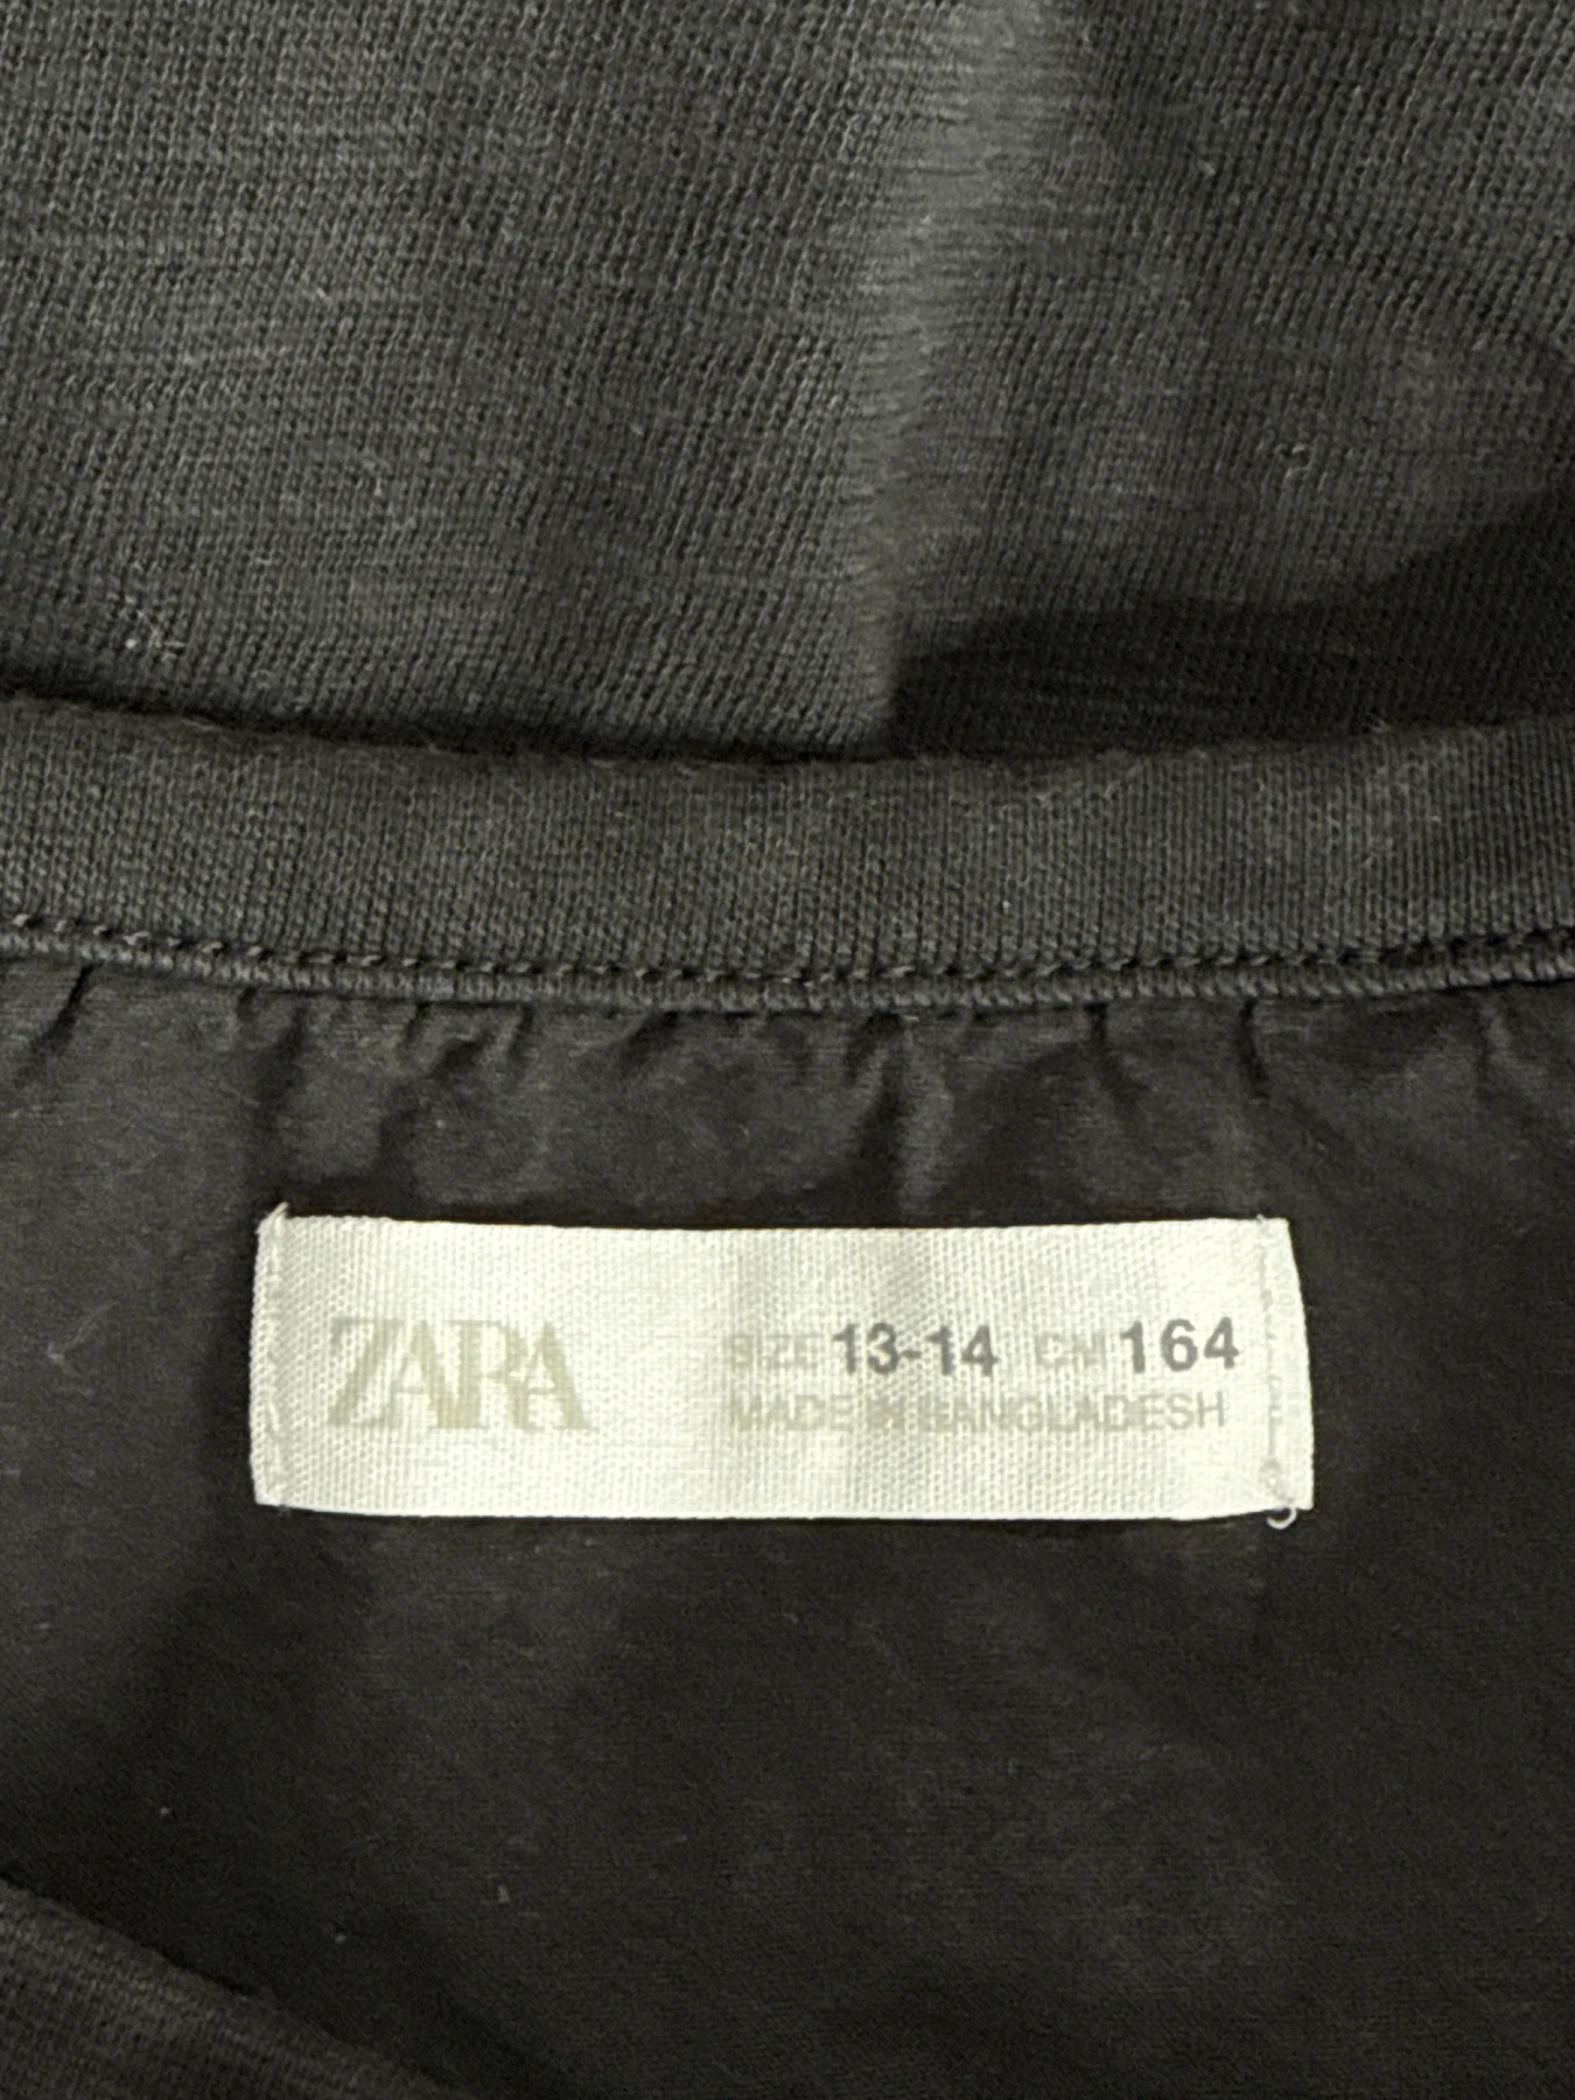 ZARA
SIZE 13-14 CM 164
MADE IN BANGLADESH